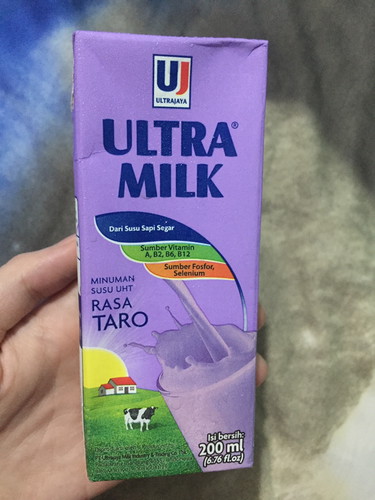 UJ
ULTRAJAYA
ULTRA®
MILK
Dari Susu Sapi Segar
Sumber Vitamin
A, B2, B6, B12
Sumber Fosfor,
Selenium
MINUMAN
SUSU UHT
RASA
TARO
Isi bersih:
200 ml
(6.76 fl.oz)